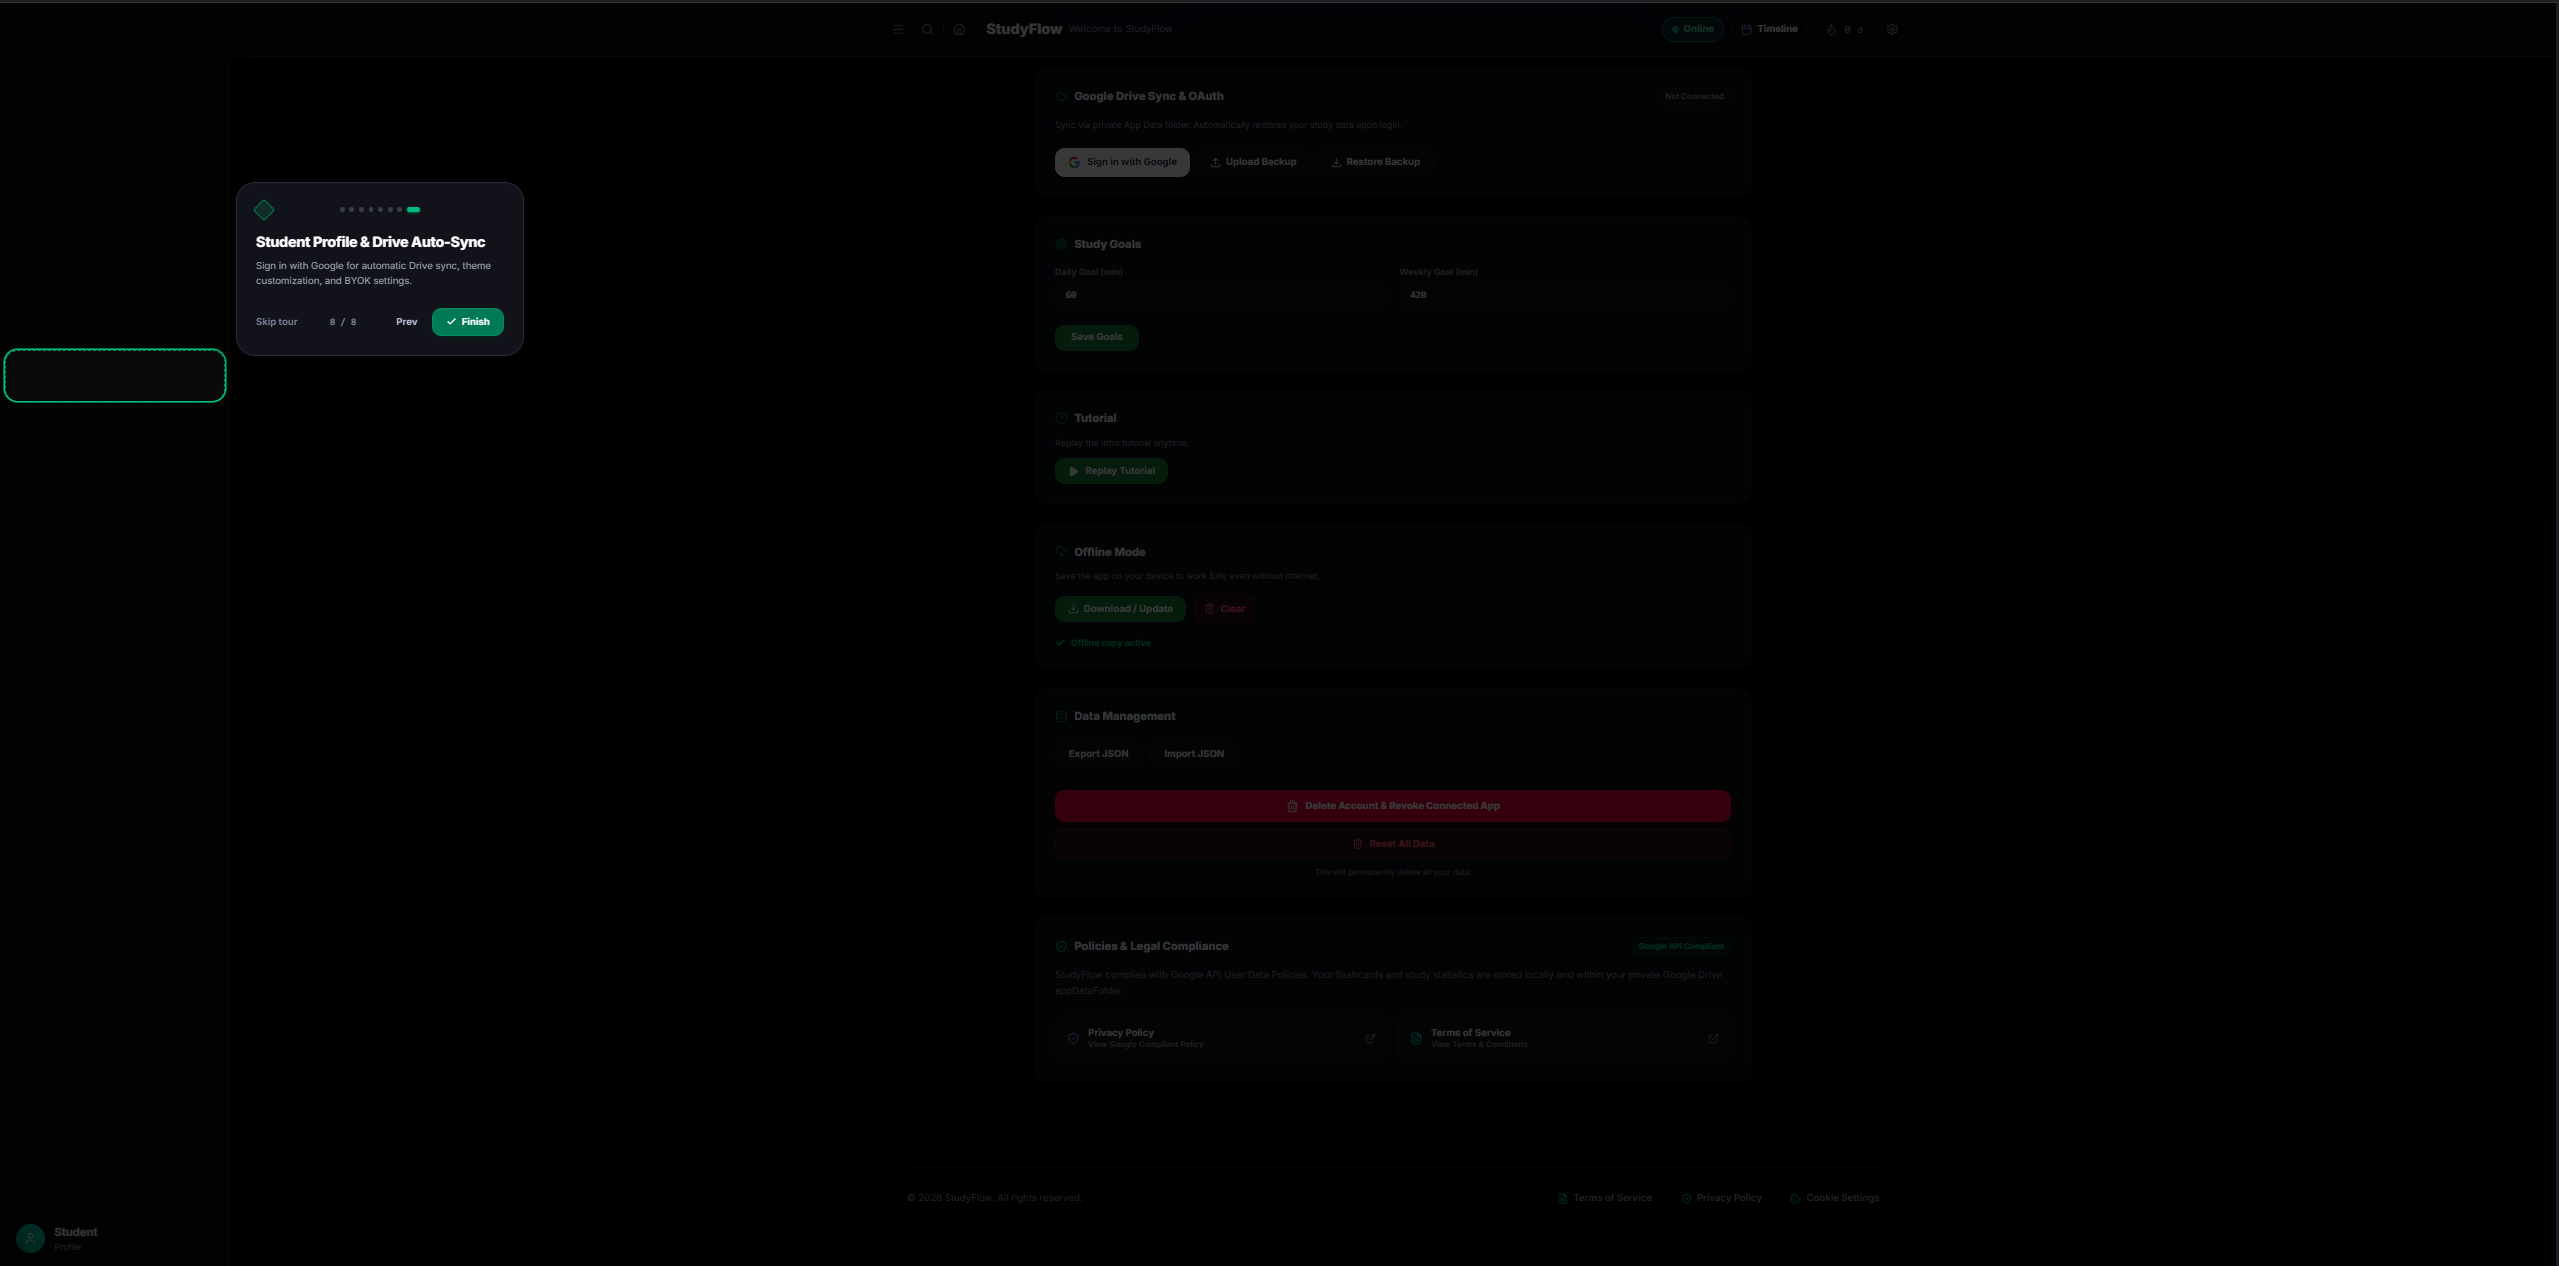 StudyFlow Welcome to StudyFlow
Online
Timeline
0 d
Google Drive Sync & OAuth
Not Connected
Sync via private App Data folder. Automatically restores your study data upon login.
Sign in with Google
Upload Backup
Restore Backup
Student Profile & Drive Auto-Sync
Sign in with Google for automatic Drive sync, theme
customization, and BYOK settings.
Skip tour
8 / 8
Prev
Finish
Study Goals
Daily Goal (min)
Weekly Goal (min)
60
420
Save Goals
Tutorial
Replay the intro tutorial anytime.
Replay Tutorial
Offline Mode
Save the app on your device to work fully even without internet.
Download / Update
Clear
Offline copy active
Data Management
Export JSON
Import JSON
Delete Account & Revoke Connected App
Reset All Data
This will permanently delete all your data.
Policies & Legal Compliance
Google API Compliant
StudyFlow complies with Google API User Data Policies. Your flashcards and study statistics are stored locally and within your private Google Drive
appDataFolder.
Privacy Policy
View Google Compliant Policy
Terms of Service
View Terms & Conditions
© 2026 StudyFlow. All rights reserved.
Terms of Service
Privacy Policy
Cookie Settings
Student
Profile